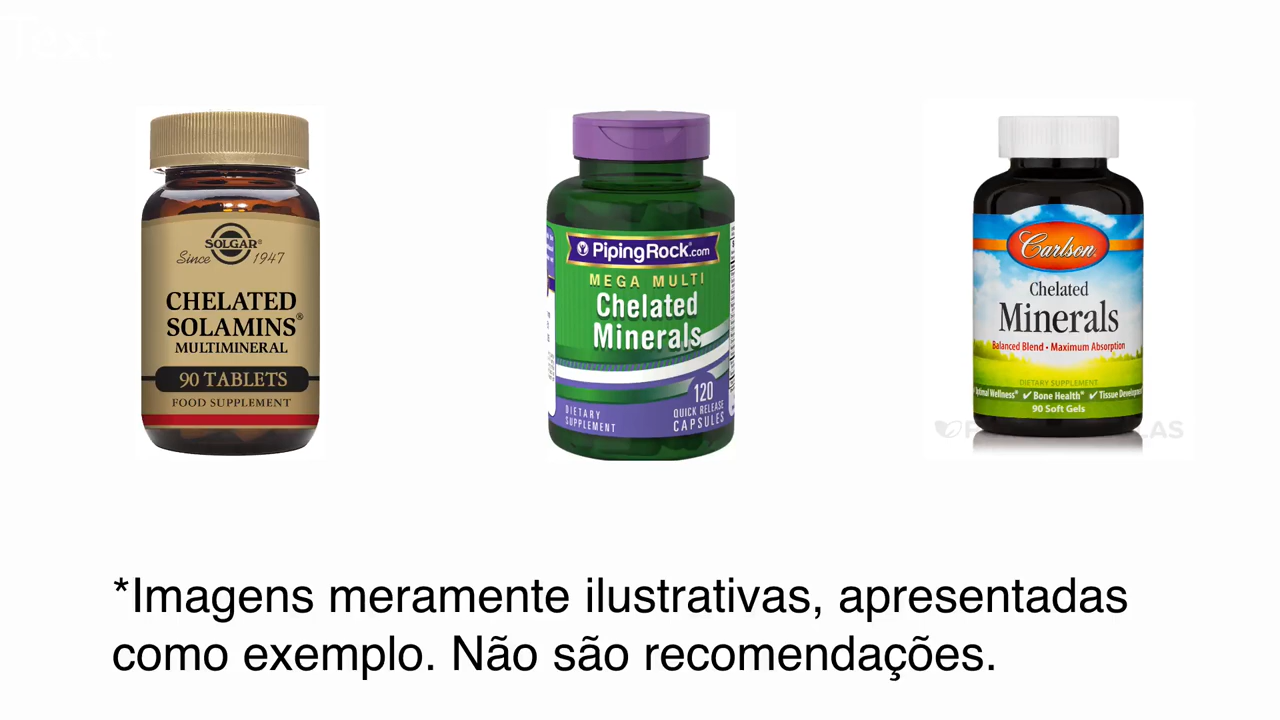 Text
SOLGAR®
Since 1947
CHELATED
SOLAMINS®
MULTIMINERAL
90 TABLETS
FOOD SUPPLEMENT
PipingRock.com
MEGA MULTI
Chelated
Minerals
120
QUICK RELEASE
CAPSULES
DIETARY
SUPPLEMENT
Carlson®
Chelated
Minerals
Balanced Blend • Maximum Absorption
DIETARY SUPPLEMENT
Wellness* ✓ Bone Health* ✓ Tissue
90 Soft Gels
*Imagens meramente ilustrativas, apresentadas
como exemplo. Não são recomendações.